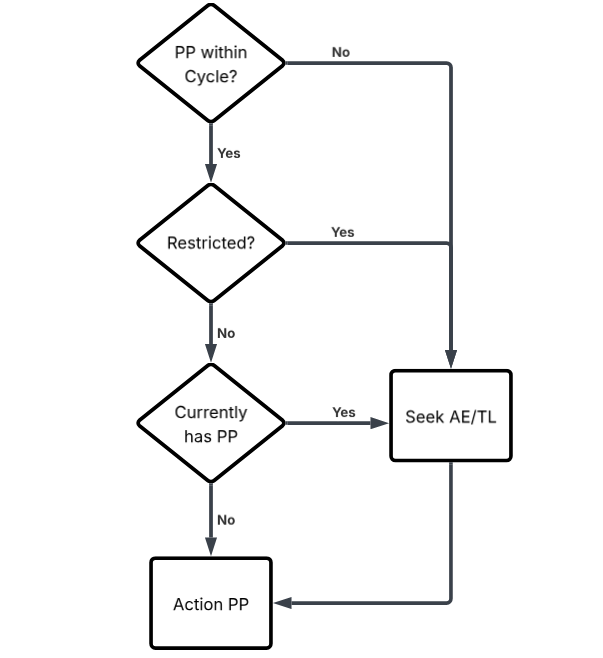 PP within
Cycle?
No
Yes
Restricted?
Yes
No
Currently
has PP
Yes
Seek AE/TL
No
Action PP